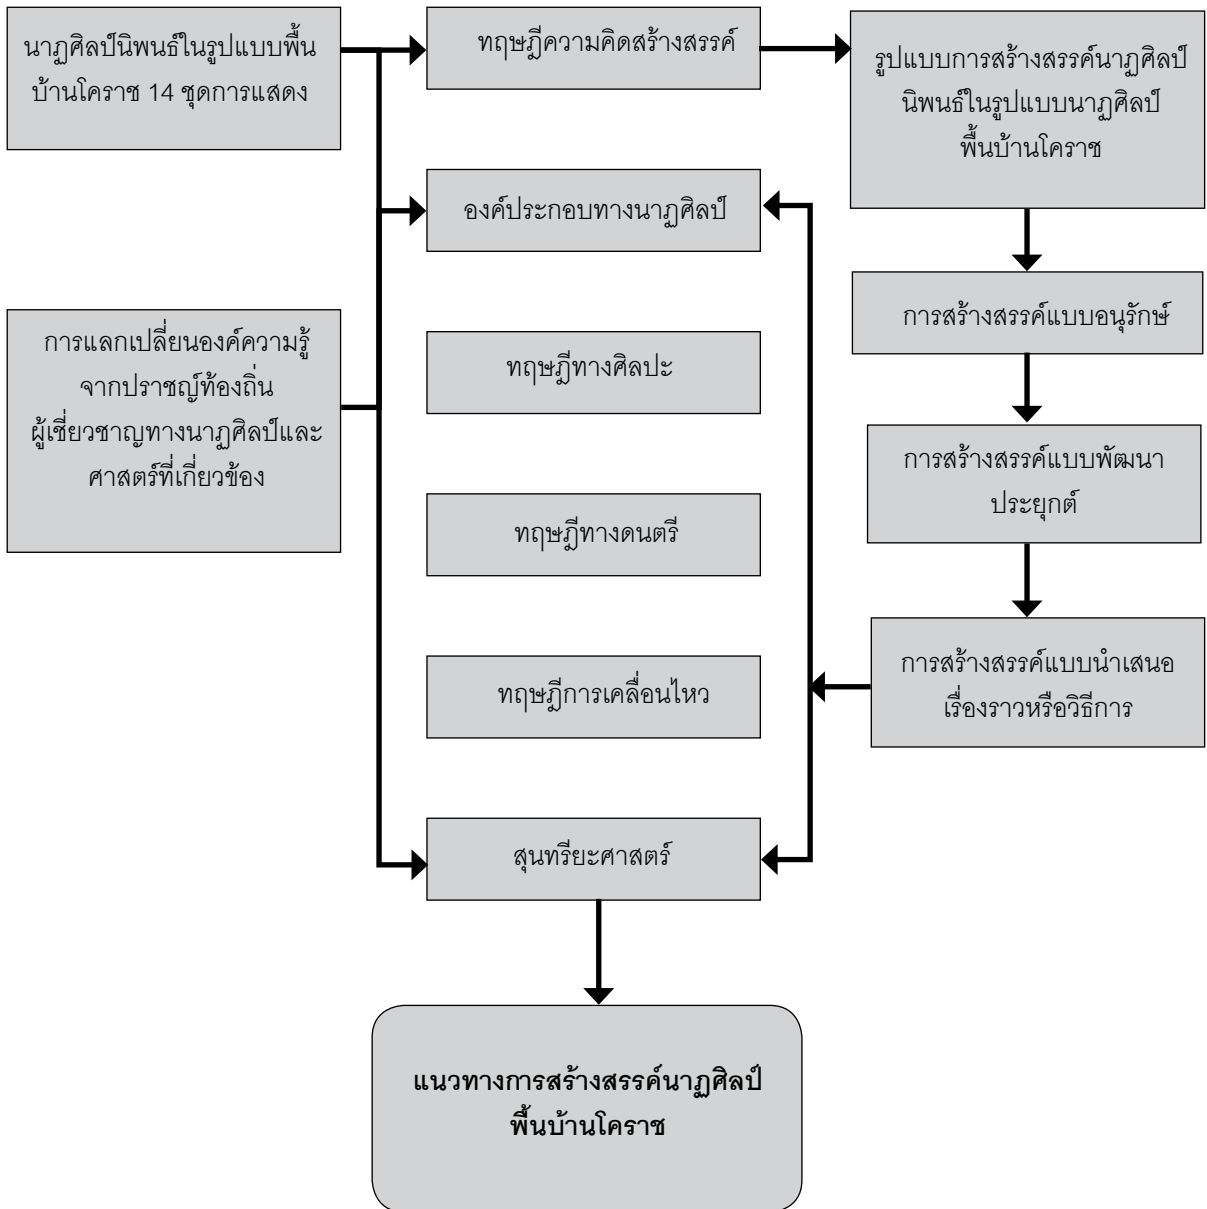 นาฏศิลป์นิพนธ์ในรูปแบบพื้น
บ้านโคราช 14 ชุดการแสดง
ทฤษฎีความคิดสร้างสรรค์
รูปแบบการสร้างสรรค์นาฏศิลป์
นิพนธ์ในรูปแบบนาฏศิลป์
พื้นบ้านโคราช
องค์ประกอบทางนาฏศิลป์
การสร้างสรรค์แบบอนุรักษ์
การแลกเปลี่ยนองค์ความรู้
จากปราชญ์ท้องถิ่น
ผู้เชี่ยวชาญทางนาฏศิลป์และ
ศาสตร์ที่เกี่ยวข้อง
ทฤษฎีทางศิลปะ
การสร้างสรรค์แบบพัฒนา
ประยุกต์
ทฤษฎีทางดนตรี
ทฤษฎีการเคลื่อนไหว
การสร้างสรรค์แบบนำเสนอ
เรื่องราวหรือวิธีการ
สุนทรียะศาสตร์
แนวทางการสร้างสรรค์นาฏศิลป์
พื้นบ้านโคราช